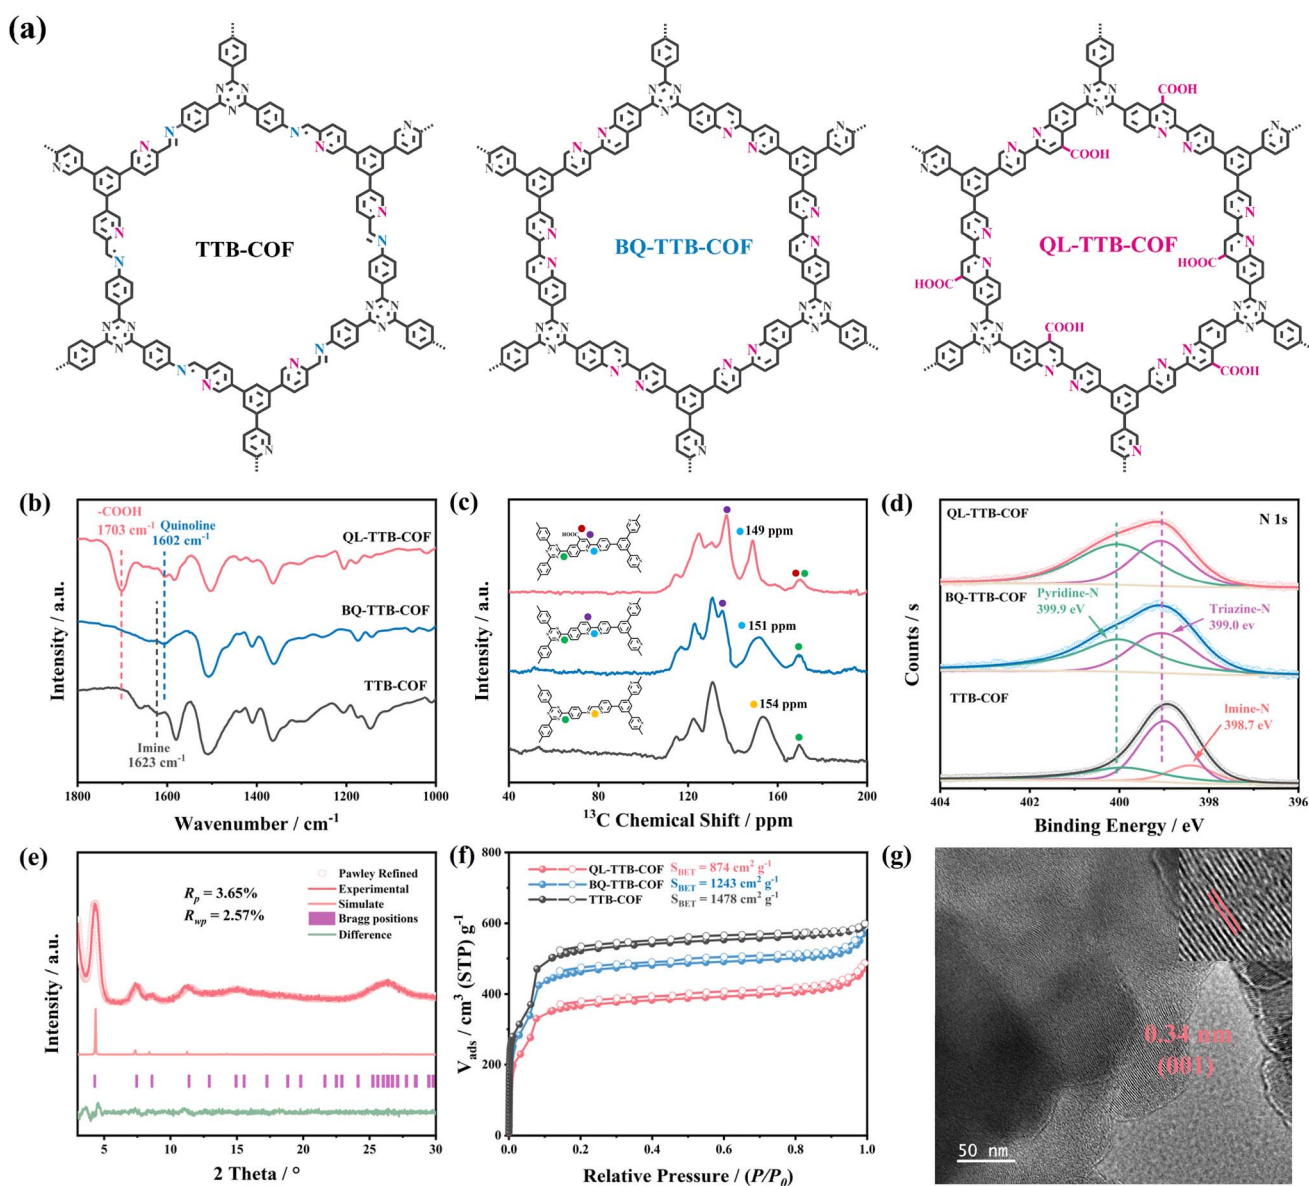 (a)
TTB-COF
BQ-TTB-COF
QL-TTB-COF
COOH
COOH
HOOC
HOOC
COOH
COOH
(b)
-COOH
1703 cm-1
Quinoline
1602 cm-1
QL-TTB-COF
BQ-TTB-COF
TTB-COF
Imine
1623 cm-1
Intensity / a.u.
1800 1600 1400 1200 1000
Wavenumber / cm-1
(c)
HOOC
149 ppm
151 ppm
154 ppm
Intensity / a.u.
40 80 120 160 200
13C Chemical Shift / ppm
(d)
QL-TTB-COF
N 1s
BQ-TTB-COF
Pyridine-N
399.9 eV
Triazine-N
399.0 ev
TTB-COF
Imine-N
398.7 eV
Counts / s
404 402 400 398 396
Binding Energy / eV
(e)
Rp = 3.65%
Rwp = 2.57%
Pawley Refined
Experimental
Simulate
Bragg positions
Difference
Intensity / a.u.
5 10 15 20 25 30
2 Theta / °
(f)
QL-TTB-COF SBET = 874 cm2 g-1
BQ-TTB-COF SBET = 1243 cm2 g-1
TTB-COF SBET = 1478 cm2 g-1
Vads / cm3 (STP) g-1
800
600
400
200
0
0.0 0.2 0.4 0.6 0.8 1.0
Relative Pressure / (P/P0)
(g)
0.34 nm
(001)
50 nm